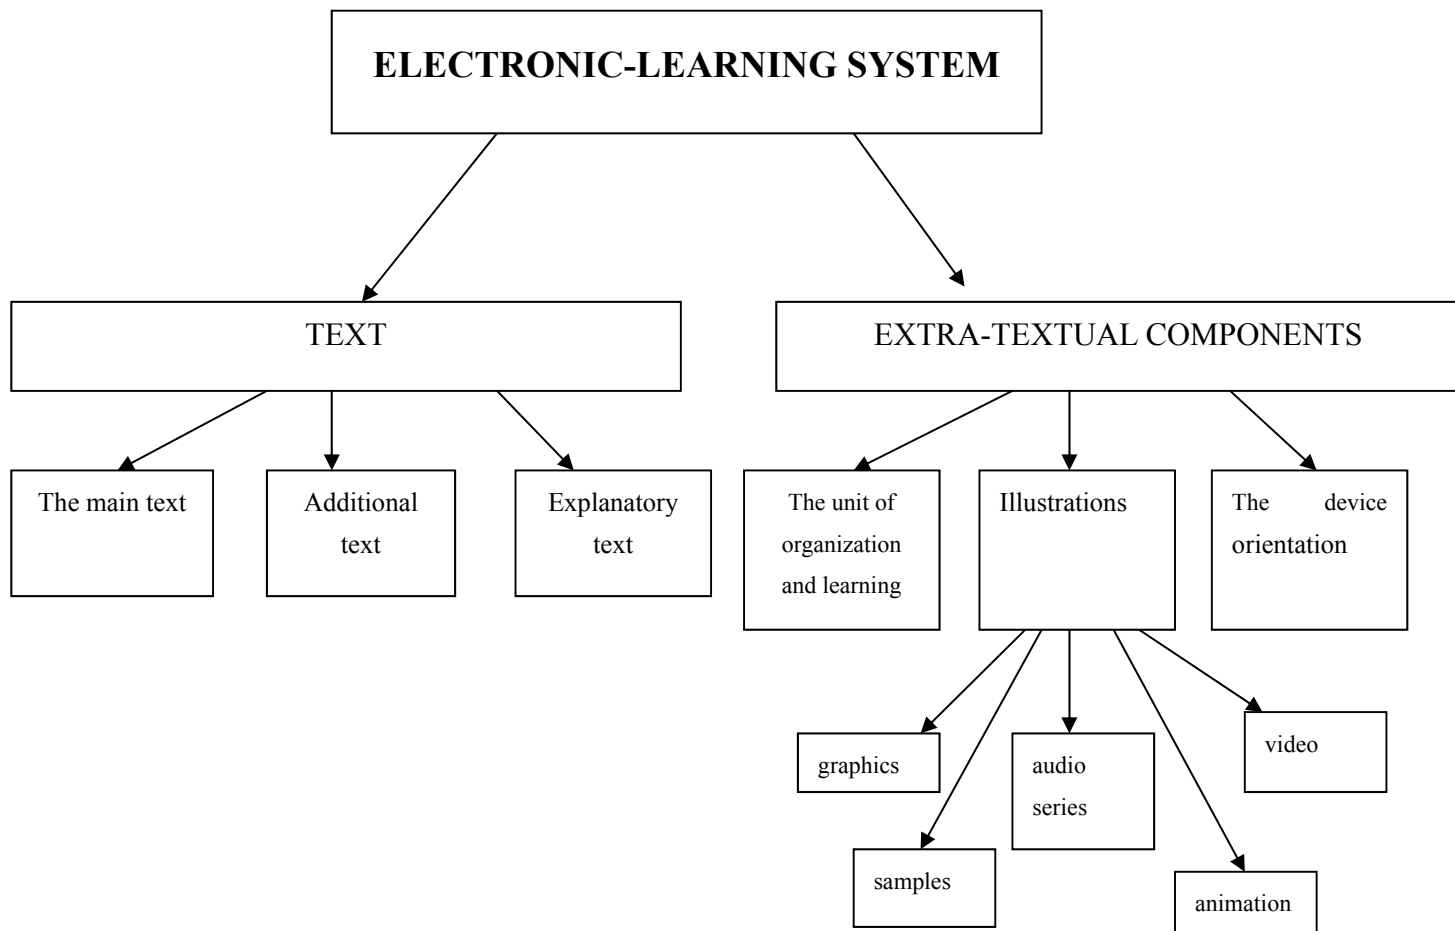 ELECTRONIC-LEARNING SYSTEM
TEXT
EXTRA-TEXTUAL COMPONENTS
The main text
Additional
text
Explanatory
text
The unit of
organization
and learning
Illustrations
The device
orientation
graphics
audio
series
video
samples
animation